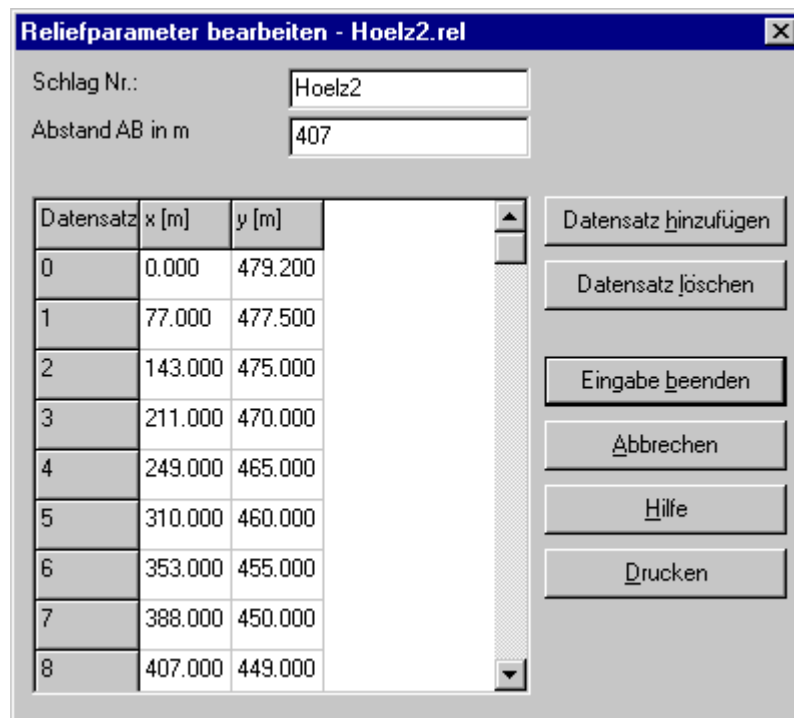 Reliefparameter bearbeiten - Hoelz2.rel
Schlag Nr.: Hoelz2
Abstand AB in m 407
Datensatz x [m] y [m]
0 0.000 479.200
1 77.000 477.500
2 143.000 475.000
3 211.000 470.000
4 249.000 465.000
5 310.000 460.000
6 353.000 455.000
7 388.000 450.000
8 407.000 449.000
Datensatz hinzufügen
Datensatz löschen
Eingabe beenden
Abbrechen
Hilfe
Drucken